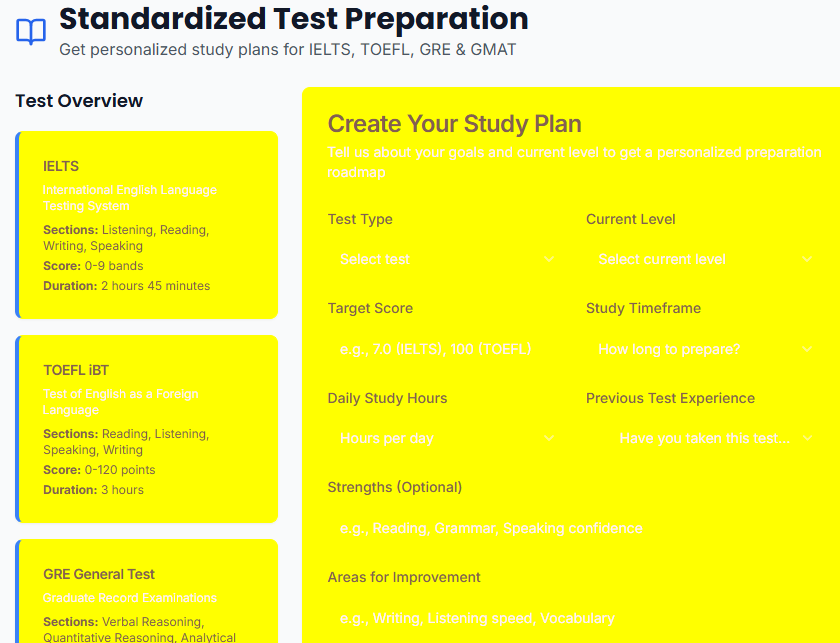 Standardized Test Preparation
Get personalized study plans for IELTS, TOEFL, GRE & GMAT
Test Overview
IELTS
International English Language
Testing System
Sections: Listening, Reading,
Writing, Speaking
Score: 0-9 bands
Duration: 2 hours 45 minutes
TOEFL iBT
Test of English as a Foreign
Language
Sections: Reading, Listening,
Speaking, Writing
Score: 0-120 points
Duration: 3 hours
GRE General Test
Graduate Record Examinations
Sections: Verbal Reasoning,
Quantitative Reasoning, Analytical
Create Your Study Plan
Tell us about your goals and current level to get a personalized preparation
roadmap
Test Type
Select test
Current Level
Select current level
Target Score
e.g., 7.0 (IELTS), 100 (TOEFL)
Study Timeframe
How long to prepare?
Daily Study Hours
Hours per day
Previous Test Experience
Have you taken this test...
Strengths (Optional)
e.g., Reading, Grammar, Speaking confidence
Areas for Improvement
e.g., Writing, Listening speed, Vocabulary